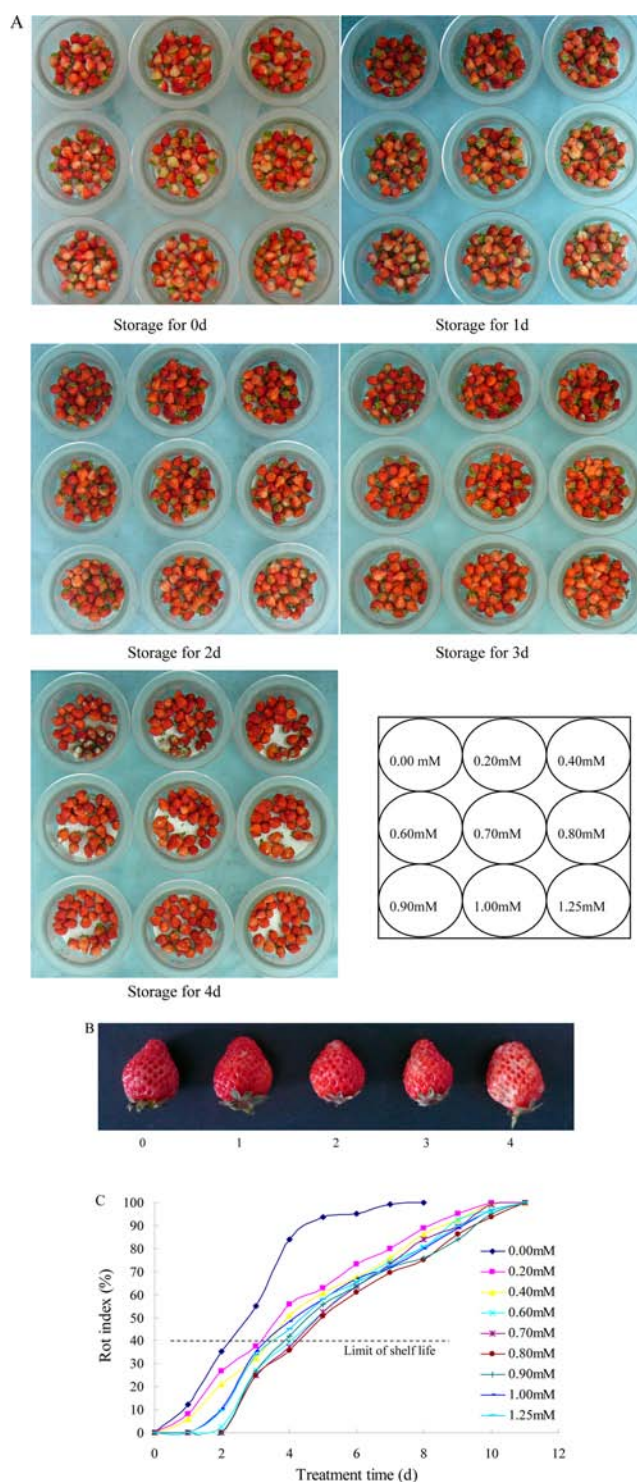 A
Storage for 0d
Storage for 1d
Storage for 2d
Storage for 3d
0.00 mM
0.20mM
0.40mM
0.60mM
0.70mM
0.80mM
0.90mM
1.00mM
1.25mM
Storage for 4d
B
0
1
2
3
4
C
Rot index (%)
100
90
80
70
60
50
40
30
20
10
0
Limit of shelf life
0.00mM
0.20mM
0.40mM
0.60mM
0.70mM
0.80mM
0.90mM
1.00mM
1.25mM
0
2
4
6
8
10
12
Treatment time (d)